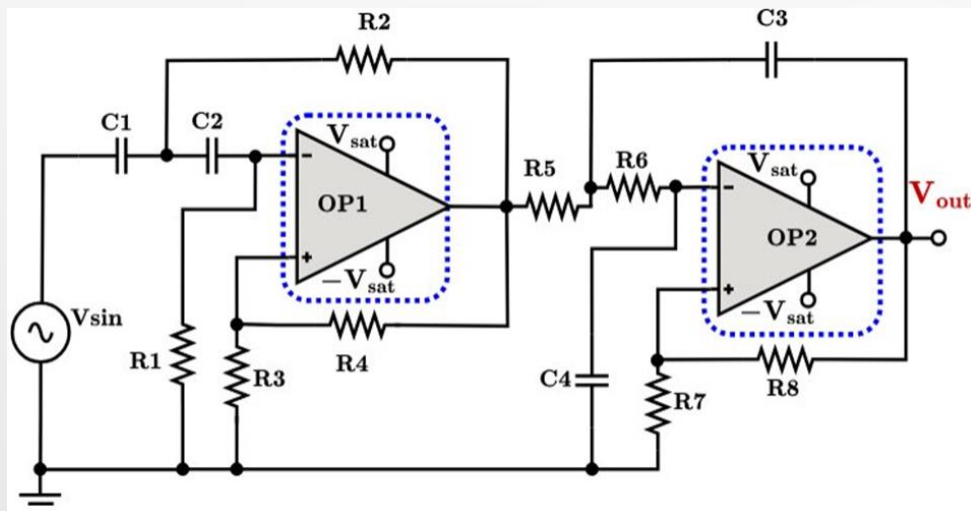 R2
C3
C1
C2
Vsat
R5
R6
Vsat
OP1
Vout
OP2
−Vsat
−Vsat
Vsin
R1
R3
R4
C4
R7
R8
-
+
-
+